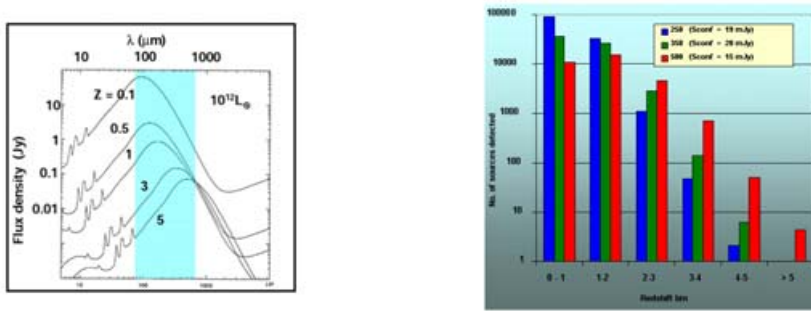 λ (μm)
10 100 1000
Z = 0.1
10¹²L⊙
0.5
1
3
5
Flux density (Jy)
10
1
0.1
0.01
10 100 1000
100000
10000
1000
100
10
1
No. of sources detected
250 (Sconf = 19 mJy)
350 (Sconf = 20 mJy)
500 (Sconf = 15 mJy)
0 - 1 1-2 2-3 3-4 4-5 > 5
Redshift bin